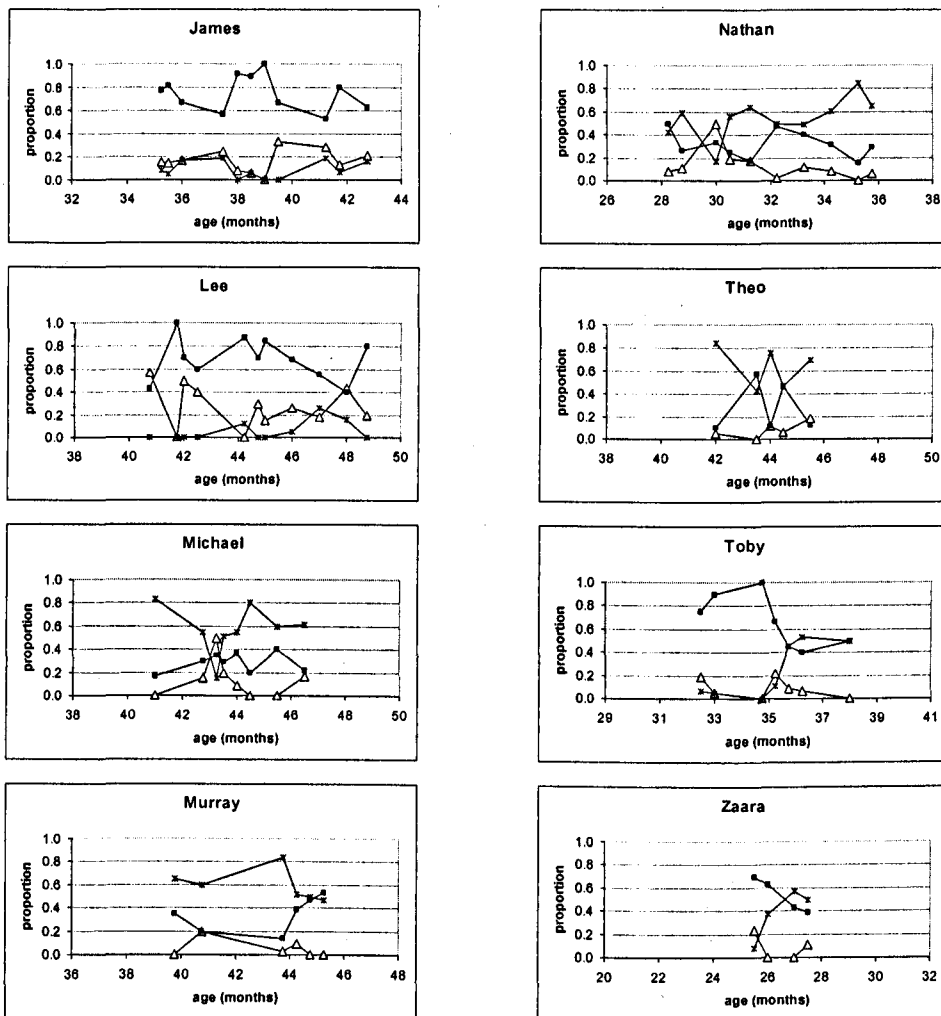 James
proportion
1.0
0.8
0.6
0.4
0.2
0.0
32 34 36 38 40 42 44
age (months)
Nathan
proportion
1.0
0.8
0.6
0.4
0.2
0.0
26 28 30 32 34 36 38
age (months)
Lee
proportion
1.0
0.8
0.6
0.4
0.2
0.0
38 40 42 44 46 48 50
age (months)
Theo
proportion
1.0
0.8
0.6
0.4
0.2
0.0
38 40 42 44 46 48 50
age (months)
Michael
proportion
1.0
0.8
0.6
0.4
0.2
0.0
38 40 42 44 46 48 50
age (months)
Toby
proportion
1.0
0.8
0.6
0.4
0.2
0.0
29 31 33 35 37 39 41
age (months)
Murray
proportion
1.0
0.8
0.6
0.4
0.2
0.0
36 38 40 42 44 46 48
age (months)
Zaara
proportion
1.0
0.8
0.6
0.4
0.2
0.0
20 22 24 26 28 30 32
age (months)